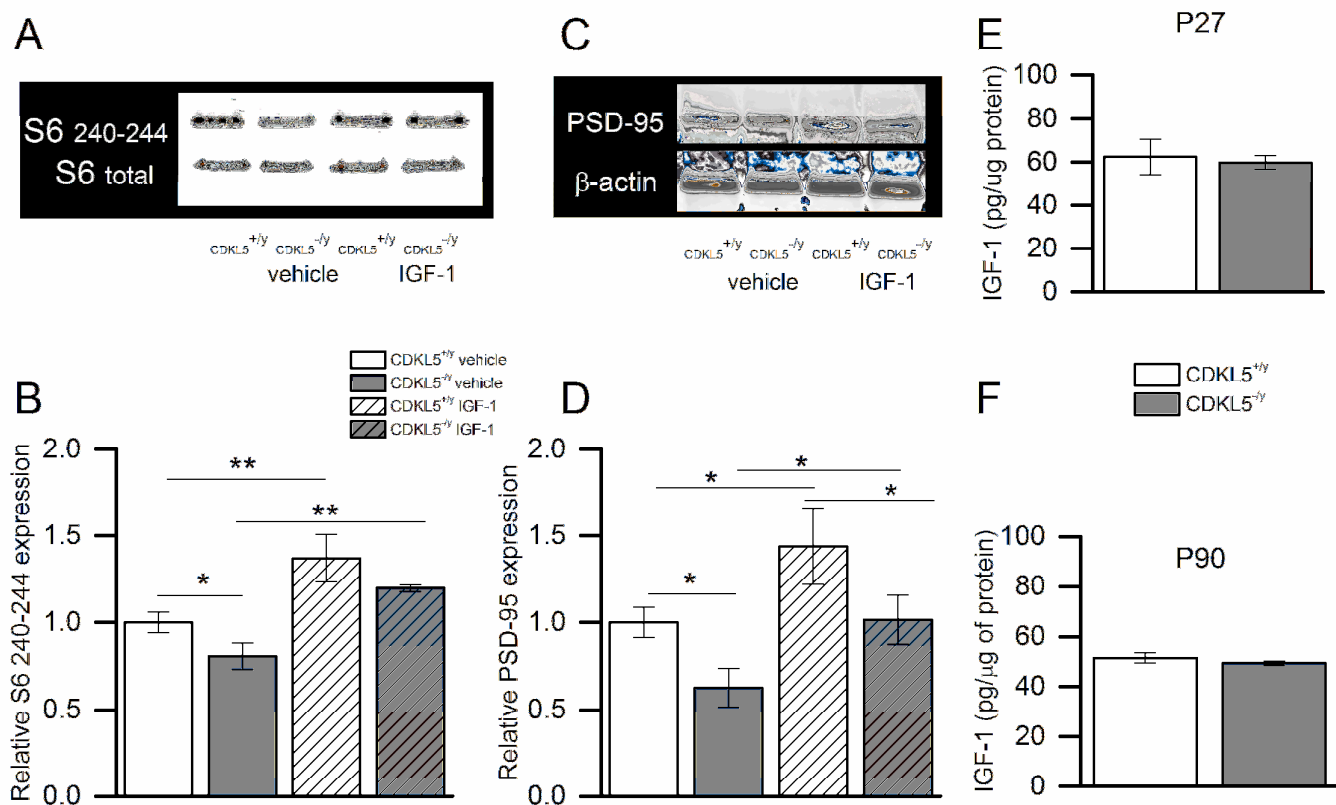 A
S6 240-244
S6 total
CDKL5+/y CDKL5-/y CDKL5+/y CDKL5-/y
vehicle IGF-1
C
PSD-95
β-actin
CDKL5+/y CDKL5-/y CDKL5+/y CDKL5-/y
vehicle IGF-1
E
P27
IGF-1 (pg/ug protein)
100
80
60
40
20
0
CDKL5+/y vehicle
CDKL5-/y vehicle
CDKL5+/y IGF-1
CDKL5-/y IGF-1
B
Relative S6 240-244 expression
2.0
1.5
1.0
0.5
0.0
*
**
**
D
Relative PSD-95 expression
2.0
1.5
1.0
0.5
0.0
*
*
*
*
CDKL5+/y
CDKL5-/y
F
P90
IGF-1 (pg/μg of protein)
100
80
60
40
20
0